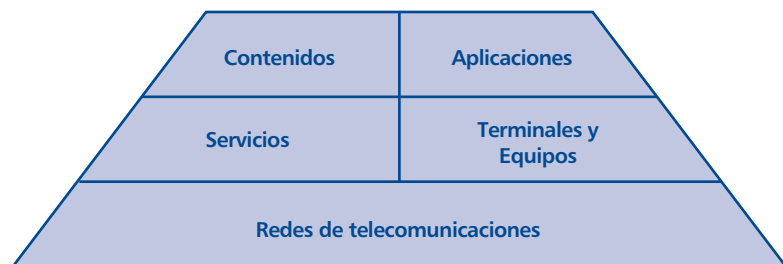 Contenidos
Aplicaciones
Servicios
Terminales y
Equipos
Redes de telecomunicaciones